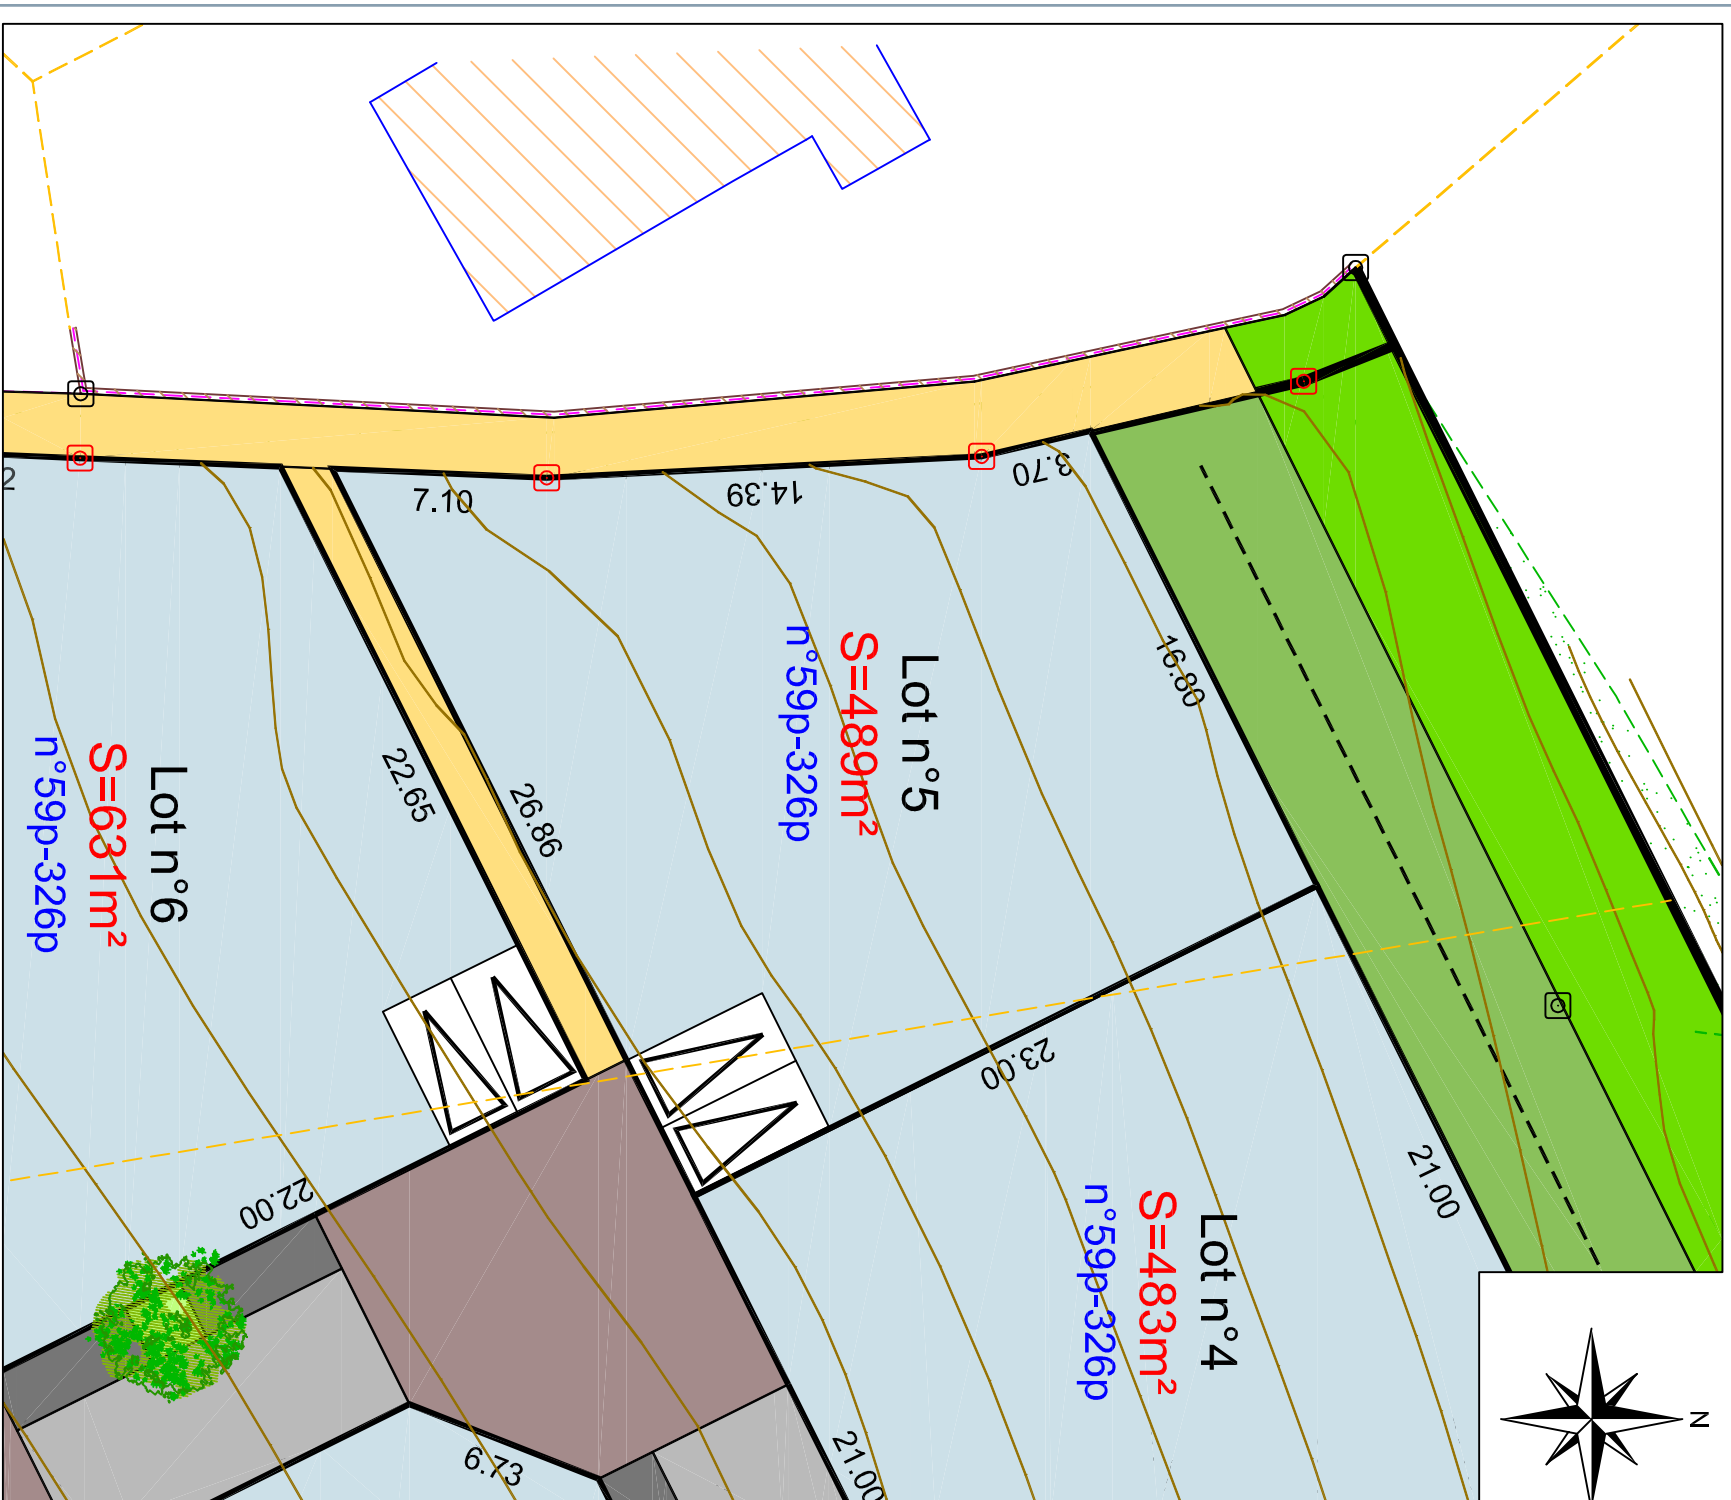 2
7.10
14.39
3.70
16.80
22.65
26.86
Lot n°5
S=489m²
n°59p-326p
Lot n°6
S=631m²
n°59p-326p
23.00
22.00
21.00
Lot n°4
S=483m²
n°59p-326p
6.73
21.00
N